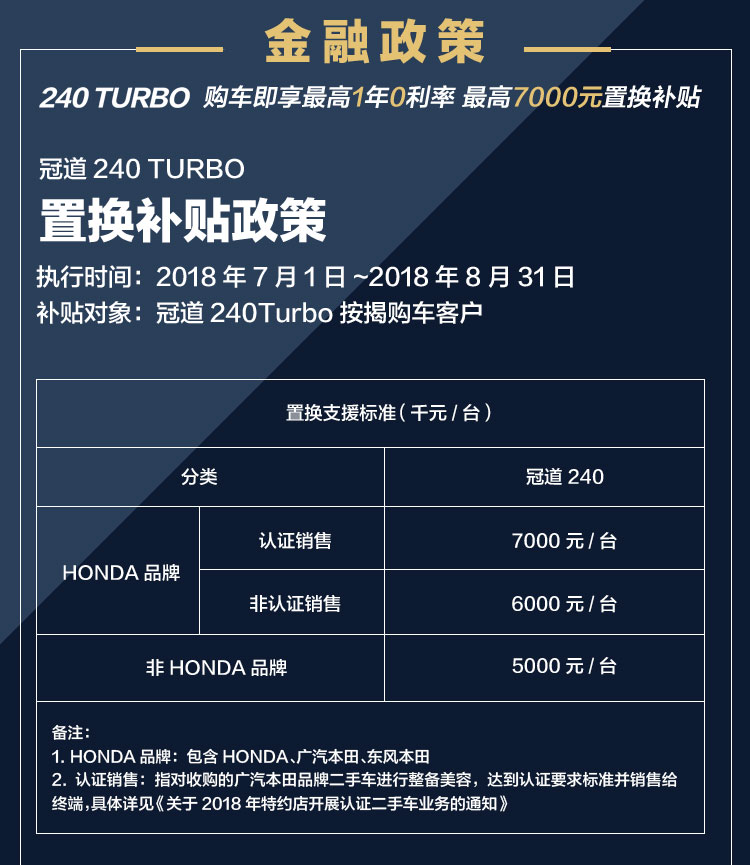 金融政策
240 TURBO 购车即享最高1年0利率 最高7000元置换补贴
冠道 240 TURBO
置换补贴政策
执行时间：2018 年 7 月 1 日 ~2018 年 8 月 31 日
补贴对象：冠道 240Turbo 按揭购车客户
置换支援标准（千元 / 台）
分类 冠道 240
HONDA 品牌 认证销售 7000 元 / 台
非认证销售 6000 元 / 台
非 HONDA 品牌 5000 元 / 台
备注：
1. HONDA 品牌：包含 HONDA、广汽本田、东风本田
2. 认证销售：指对收购的广汽本田品牌二手车进行整备美容，达到认证要求标准并销售给
终端，具体详见《关于 2018 年特约店开展认证二手车业务的通知》